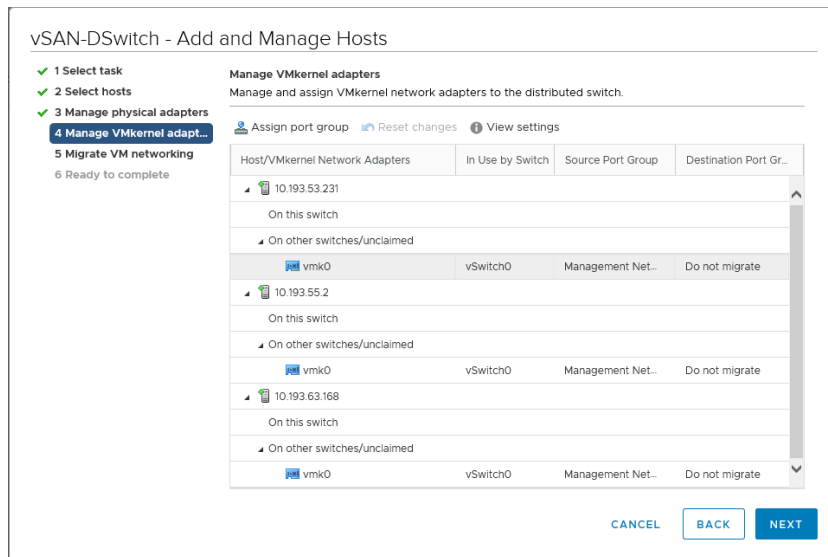 vSAN-DSwitch - Add and Manage Hosts
1 Select task
2 Select hosts
3 Manage physical adapters
4 Manage VMkernel adapt...
5 Migrate VM networking
6 Ready to complete
Manage VMkernel adapters
Manage and assign VMkernel network adapters to the distributed switch.
Assign port group Reset changes View settings
Host/VMkernel Network Adapters In Use by Switch Source Port Group Destination Port Gr...
10.193.53.231
On this switch
On other switches/unclaimed
vmk0 vSwitch0 Management Net... Do not migrate
10.193.55.2
On this switch
On other switches/unclaimed
vmk0 vSwitch0 Management Net... Do not migrate
10.193.63.168
On this switch
On other switches/unclaimed
vmk0 vSwitch0 Management Net... Do not migrate
CANCEL BACK NEXT